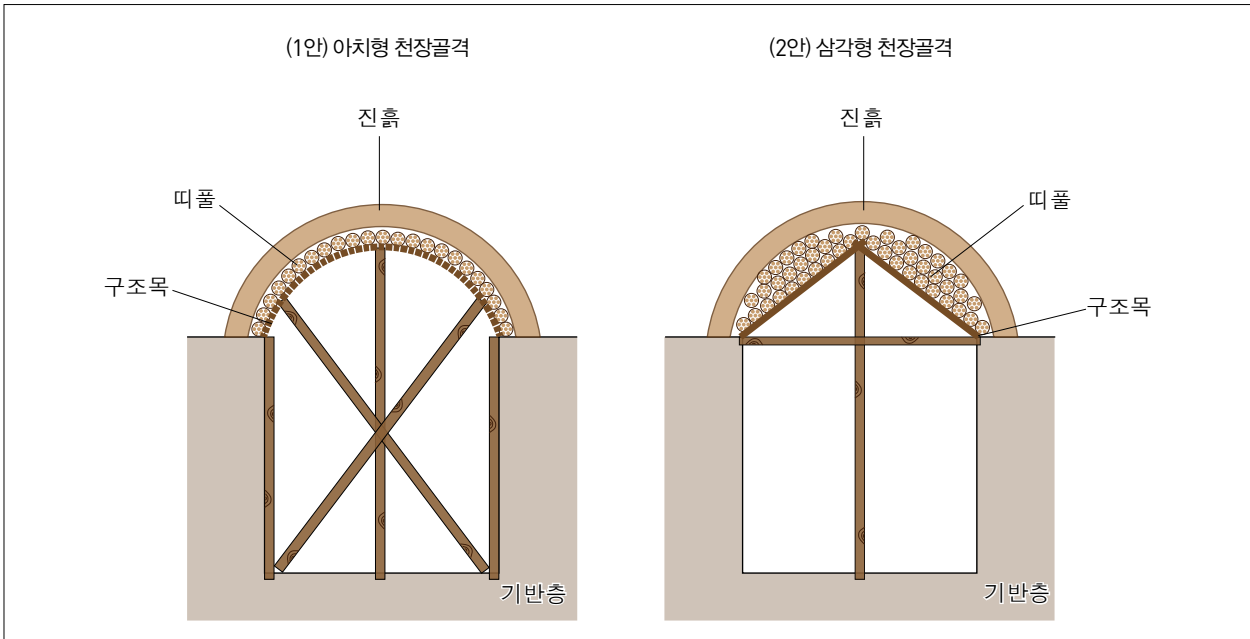 (1안) 아치형 천장골격
진흙
띠풀
구조목
기반층
(2안) 삼각형 천장골격
진흙
띠풀
구조목
기반층